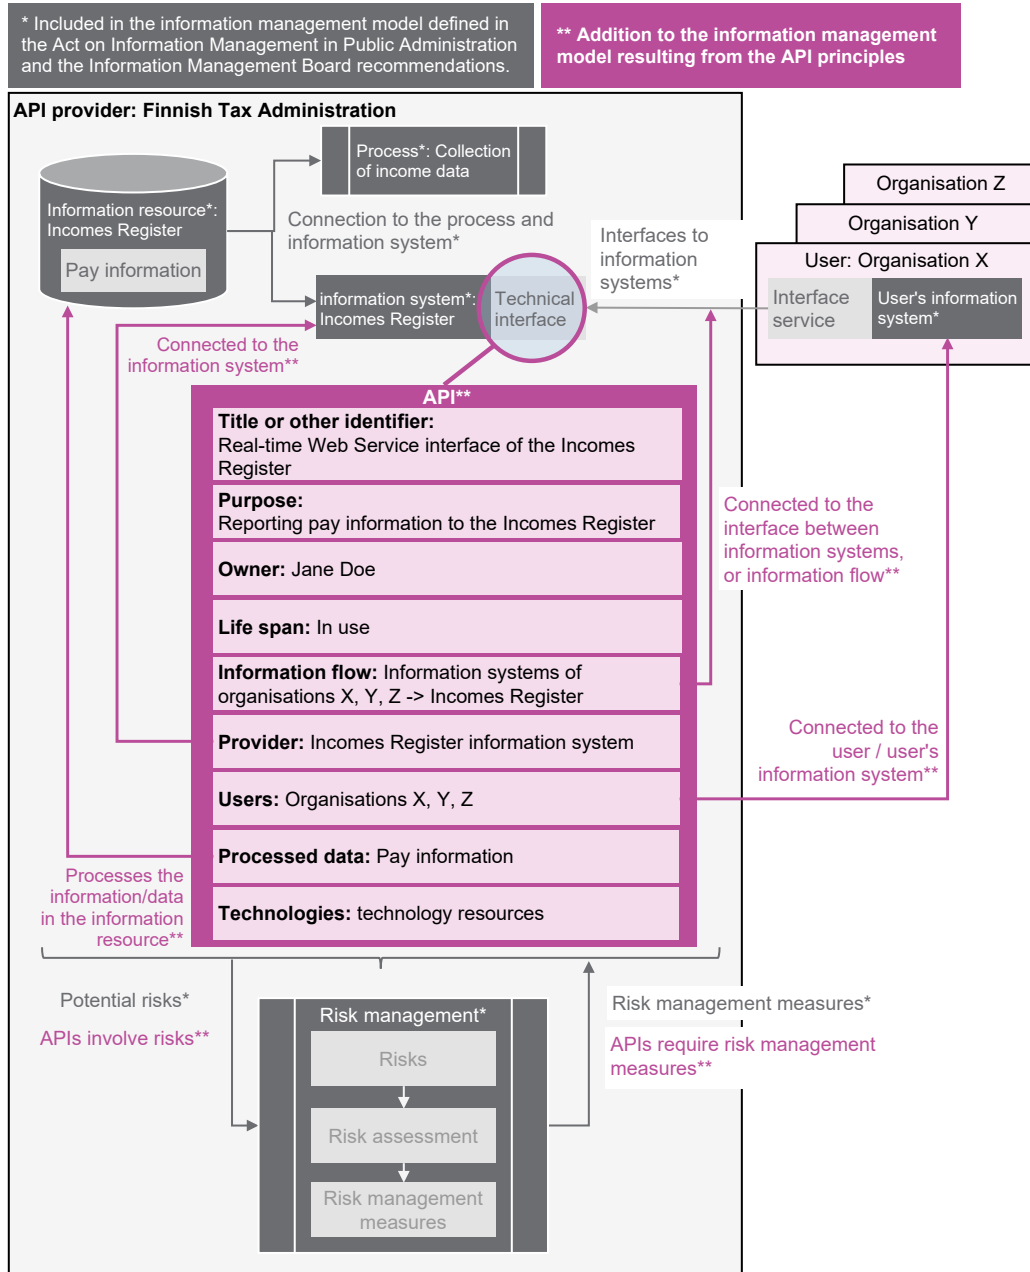 * Included in the information management model defined in
the Act on Information Management in Public Administration
and the Information Management Board recommendations.
** Addition to the information management
model resulting from the API principles
API provider: Finnish Tax Administration
Process*: Collection
of income data
Information resource*:
Incomes Register
Pay information
Connection to the process and
information system*
Interfaces to
information
systems*
Organisation Z
Organisation Y
User: Organisation X
Interface
service
User's information
system*
information system*:
Incomes Register
Technical
interface
Connected to the
information system**
API**
Title or other identifier:
Real-time Web Service interface of the Incomes
Register
Purpose:
Reporting pay information to the Incomes Register
Owner: Jane Doe
Life span: In use
Information flow: Information systems of
organisations X, Y, Z -> Incomes Register
Provider: Incomes Register information system
Users: Organisations X, Y, Z
Processed data: Pay information
Technologies: technology resources
Connected to the
interface between
information systems,
or information flow**
Connected to the
user / user's
information system**
Processes the
information/data
in the information
resource**
Potential risks*
APIs involve risks**
Risk management*
Risks
Risk assessment
Risk management
measures
Risk management measures*
APIs require risk management
measures**